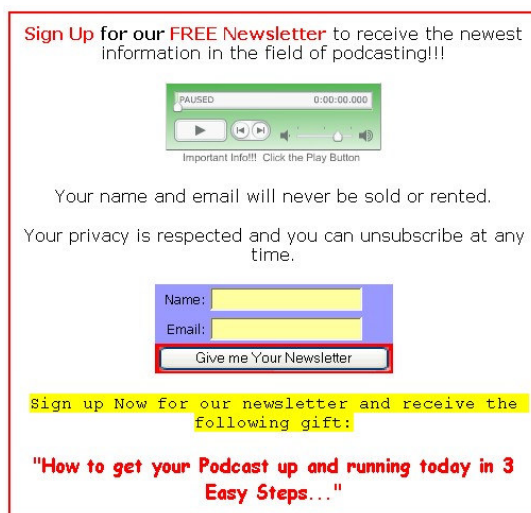 Sign Up for our FREE Newsletter to receive the newest
information in the field of podcasting!!!
PAUSED 0:00:00.000
Important Info!!! Click the Play Button
Your name and email will never be sold or rented.
Your privacy is respected and you can unsubscribe at any
time.
Name:
Email:
Give me Your Newsletter
Sign up Now for our newsletter and receive the
following gift:
"How to get your Podcast up and running today in 3
Easy Steps..."